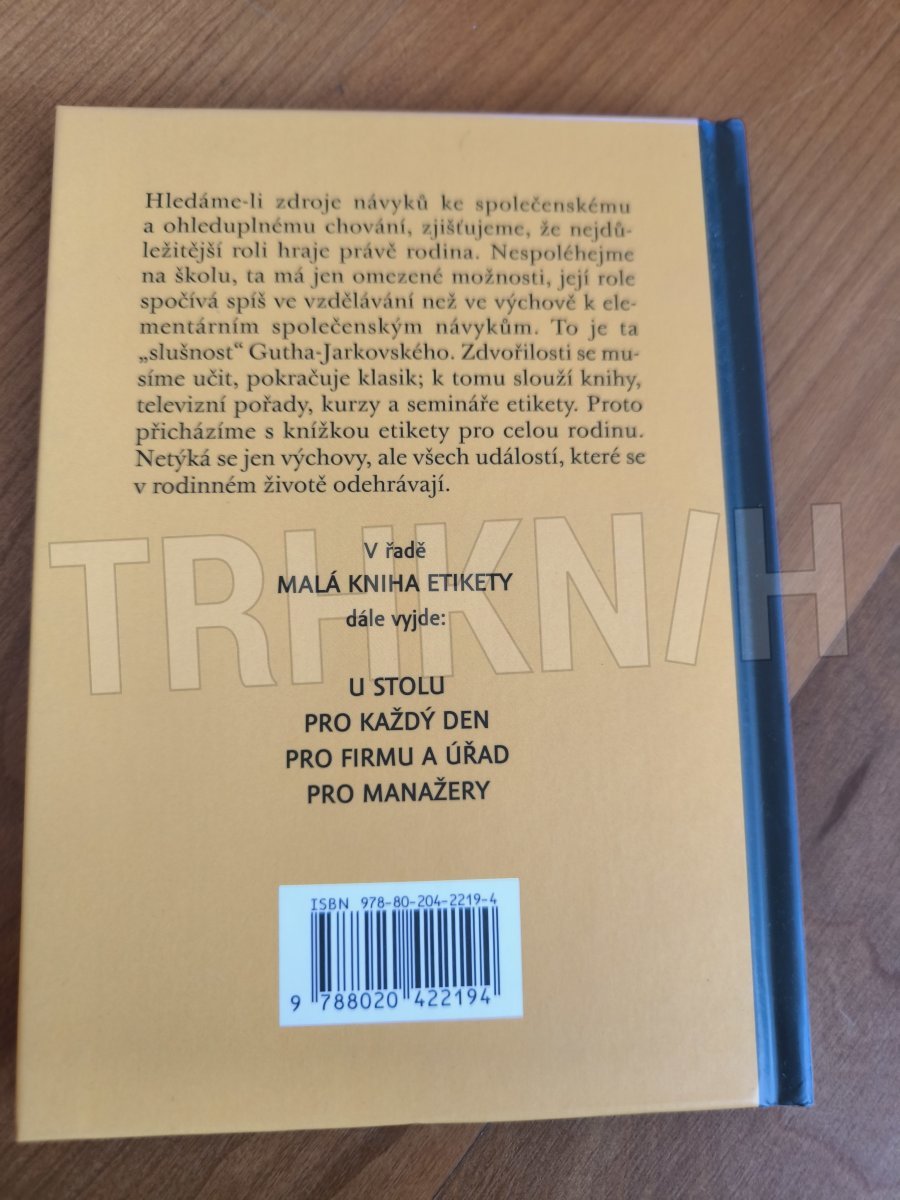 Hledáme-li zdroje návyků ke společenskému
a ohleduplnému chování, zjišťujeme, že nejdů-
ležitější roli hraje právě rodina. Nespoléhejme
na školu, ta má jen omezené možnosti, její role
spočívá spíš ve vzdělávání než ve výchově k ele-
mentárním společenským návykům. To je ta
„slušnost“ Gutha-Jarkovského. Zdvořilosti se mu-
síme učit, pokračuje klasik; k tomu slouží knihy,
televizní pořady, kurzy a semináře etikety. Proto
přicházíme s knížkou etikety pro celou rodinu.
Netýká se jen výchovy, ale všech událostí, které se
v rodinném životě odehrávají.
V řadě
MALÁ KNIHA ETIKETY
dále vyjde:
TRHKNIH
U STOLU
PRO KAŽDÝ DEN
PRO FIRMU A ÚŘAD
PRO MANAŽERY
ISBN 978-80-204-2219-4
9 788020 422194